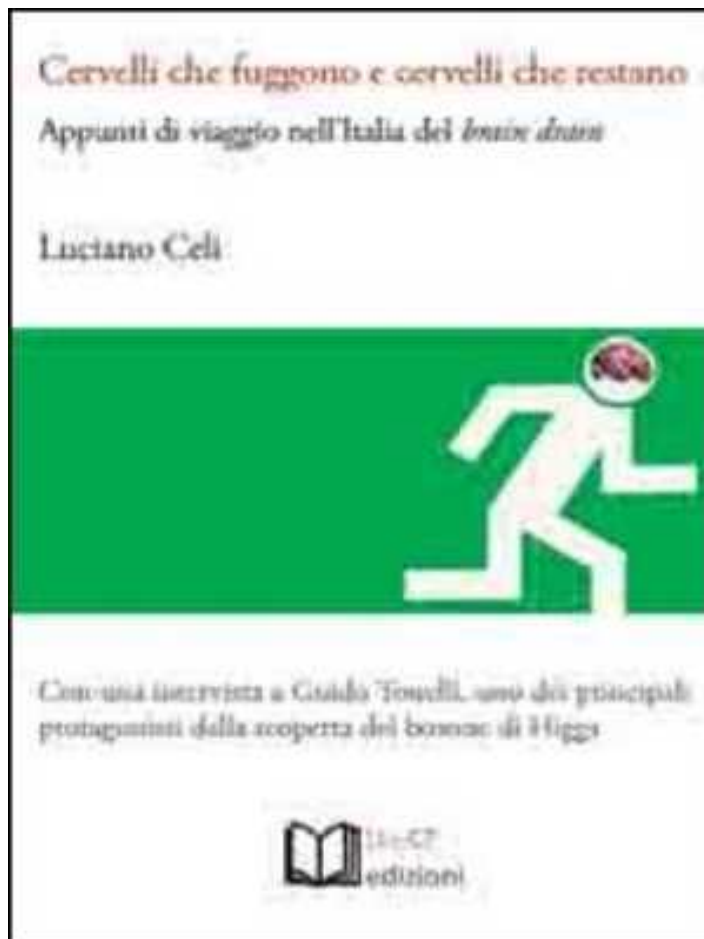 Cervelli che fuggono e cervelli che restano
Appunti di viaggio nell'Italia del brain drain
Luciano Celi
Con una intervista a Guido Tonelli, uno dei principali
protagonisti della scoperta del bosone di Higgs
edizioni